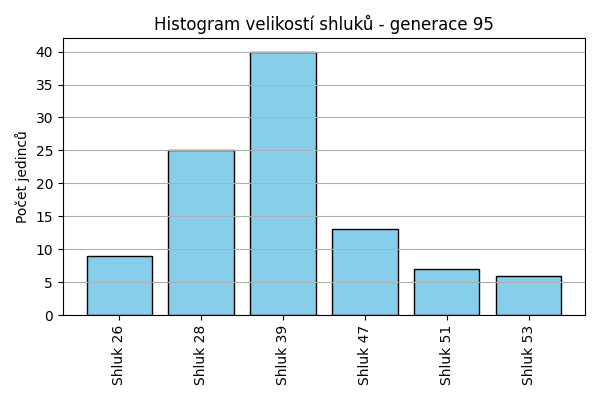 Histogram velikostí shluků - generace 95
Počet jedinců
40
35
30
25
20
15
10
5
0
Shluk 26
Shluk 28
Shluk 39
Shluk 47
Shluk 51
Shluk 53